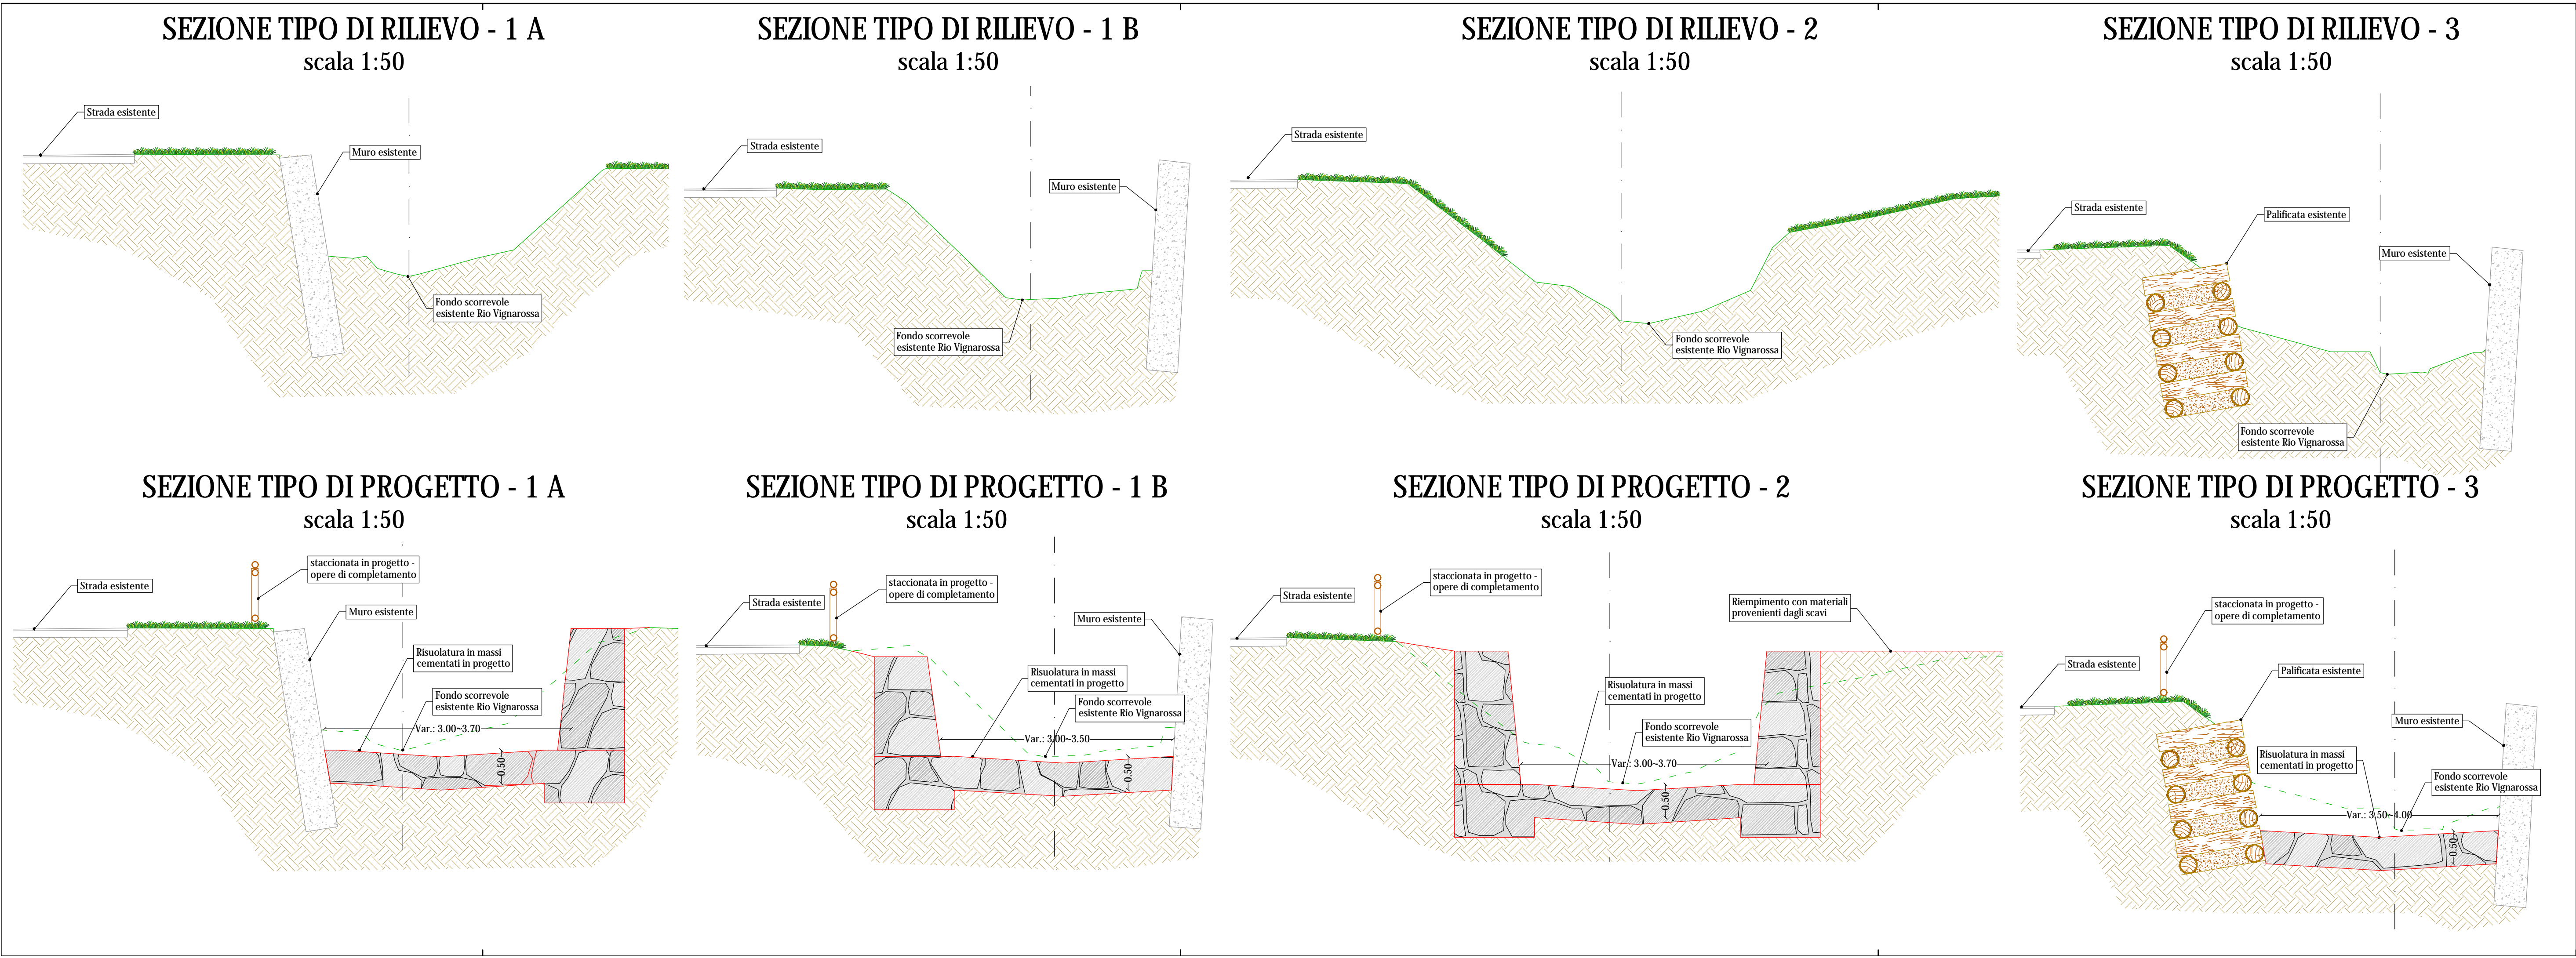 SEZIONE TIPO DI RILIEVO - 1 A
scala 1:50
Strada esistente
Muro esistente
Fondo scorrevole
esistente Rio Vignarossa
SEZIONE TIPO DI RILIEVO - 1 B
scala 1:50
Strada esistente
Muro esistente
Fondo scorrevole
esistente Rio Vignarossa
SEZIONE TIPO DI RILIEVO - 2
scala 1:50
Strada esistente
Fondo scorrevole
esistente Rio Vignarossa
SEZIONE TIPO DI RILIEVO - 3
scala 1:50
Strada esistente
Palificata esistente
Muro esistente
Fondo scorrevole
esistente Rio Vignarossa
SEZIONE TIPO DI PROGETTO - 1 A
scala 1:50
staccionata in progetto -
opere di completamento
Strada esistente
Muro esistente
Risuolatura in massi
cementati in progetto
Fondo scorrevole
esistente Rio Vignarossa
Var.: 3.00~3.70
0.50
SEZIONE TIPO DI PROGETTO - 1 B
scala 1:50
staccionata in progetto -
opere di completamento
Strada esistente
Muro esistente
Risuolatura in massi
cementati in progetto
Fondo scorrevole
esistente Rio Vignarossa
Var.: 3.00~3.50
0.50
SEZIONE TIPO DI PROGETTO - 2
scala 1:50
staccionata in progetto -
opere di completamento
Strada esistente
Riempimento con materiali
provenienti dagli scavi
Risuolatura in massi
cementati in progetto
Fondo scorrevole
esistente Rio Vignarossa
Var.: 3.00~3.70
0.50
SEZIONE TIPO DI PROGETTO - 3
scala 1:50
staccionata in progetto -
opere di completamento
Strada esistente
Palificata esistente
Muro esistente
Risuolatura in massi
cementati in progetto
Fondo scorrevole
esistente Rio Vignarossa
Var.: 3.50~4.00
0.50